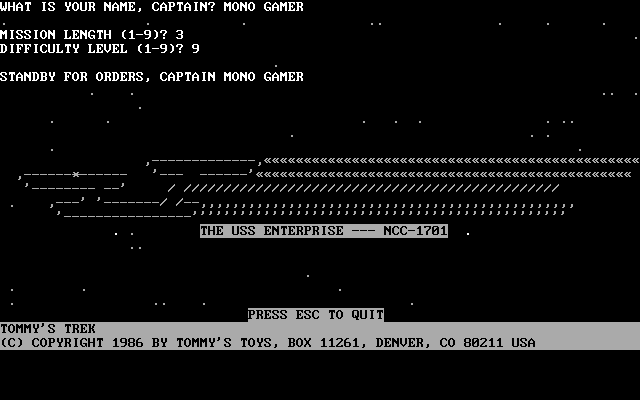 WHAT IS YOUR NAME, CAPTAIN? MONO GAMER
MISSION LENGTH (1-9)? 3
DIFFICULTY LEVEL (1-9)? 9
STANDBY FOR ORDERS, CAPTAIN MONO GAMER
THE USS ENTERPRISE --- NCC-1701
PRESS ESC TO QUIT
TOMMY'S TREK
(C) COPYRIGHT 1986 BY TOMMY'S TOYS, BOX 11261, DENVER, CO 80211 USA